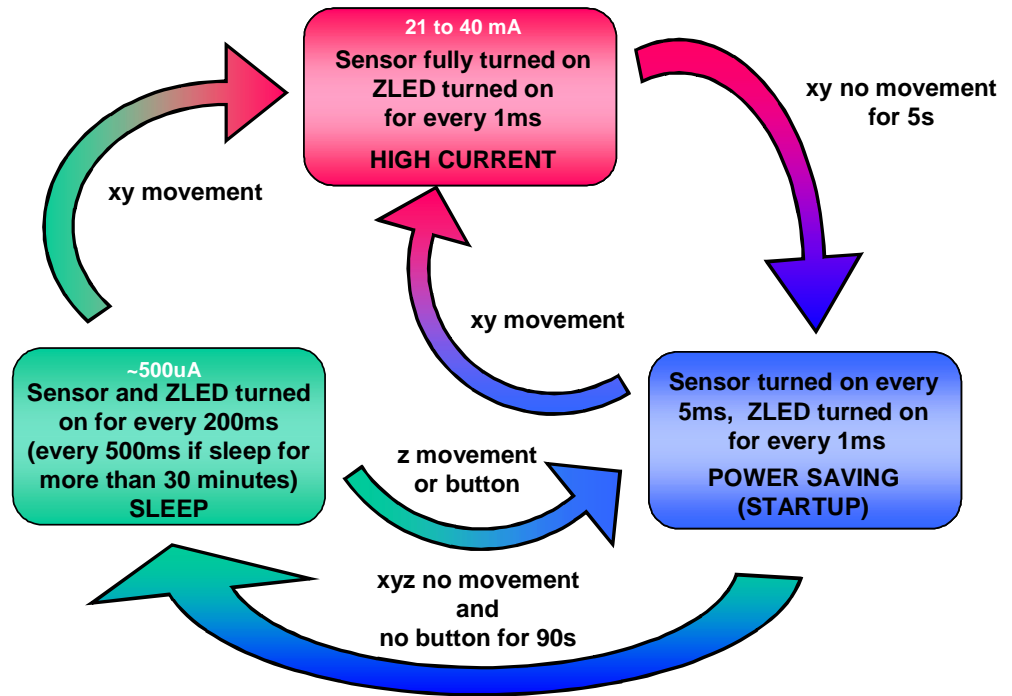 21 to 40 mA
Sensor fully turned on
ZLED turned on
for every 1ms
HIGH CURRENT
xy no movement
for 5s
xy movement
xy movement
~500uA
Sensor and ZLED turned
on for every 200ms
(every 500ms if sleep for
more than 30 minutes)
SLEEP
Sensor turned on every
5ms, ZLED turned on
for every 1ms
POWER SAVING
(STARTUP)
z movement
or button
xyz no movement
and
no button for 90s